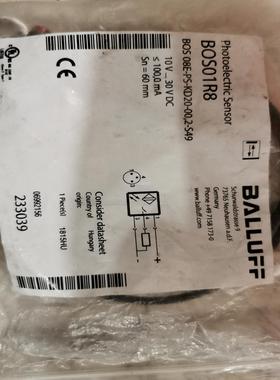 BALLUFF
Schurwaldstrasse 9
73765 Neuhausen a.d.F.
Germany
Phone +49 7158 173-0
www.balluff.com
Photoelectric Sensor
BOS01R8
BOS 08E-PS-KD20-00,2-S49
10 V...30 V DC
≤ 100,0 mA
Sn = 60 mm
CE
Consider datasheet
Country of
origin:
Hungary
1 Piece(s)
1815HU
0692156
233039